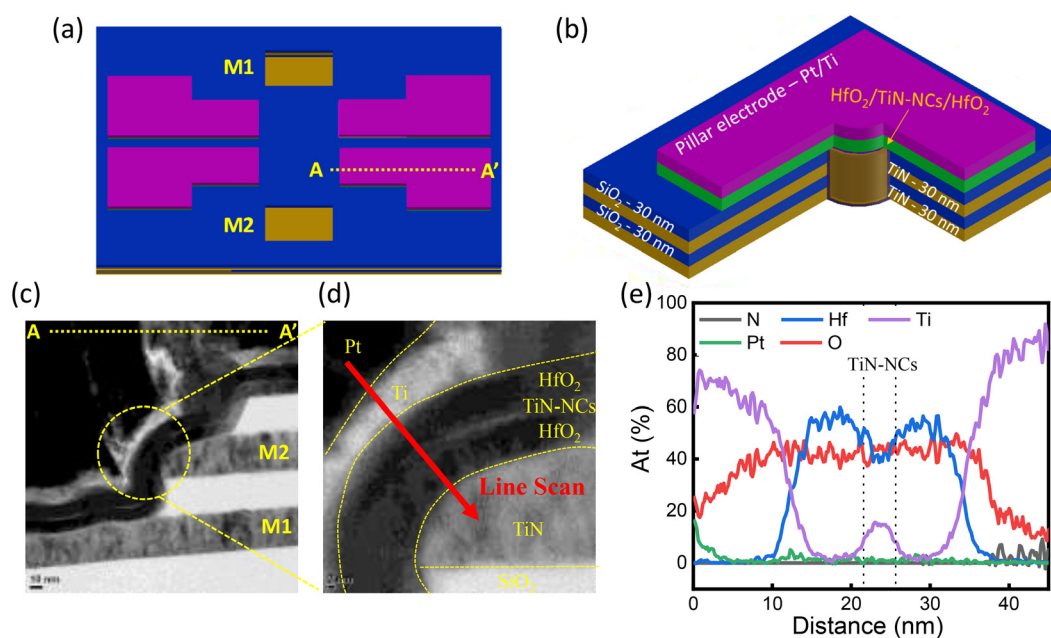 (a)
M1
A
A'
M2
(b)
Pillar electrode – Pt/Ti
HfO2/TiN-NCs/HfO2
SiO2 - 30 nm
SiO2 - 30 nm
TiN - 30 nm
TiN - 30 nm
(c)
A
A'
M2
M1
10 nm
(d)
Pt
Ti
HfO2
TiN-NCs
HfO2
Line Scan
TiN
SiO2
(e)
N
Hf
Ti
Pt
O
TiN-NCs
At (%)
100
80
60
40
20
0
0
10
20
30
40
Distance (nm)